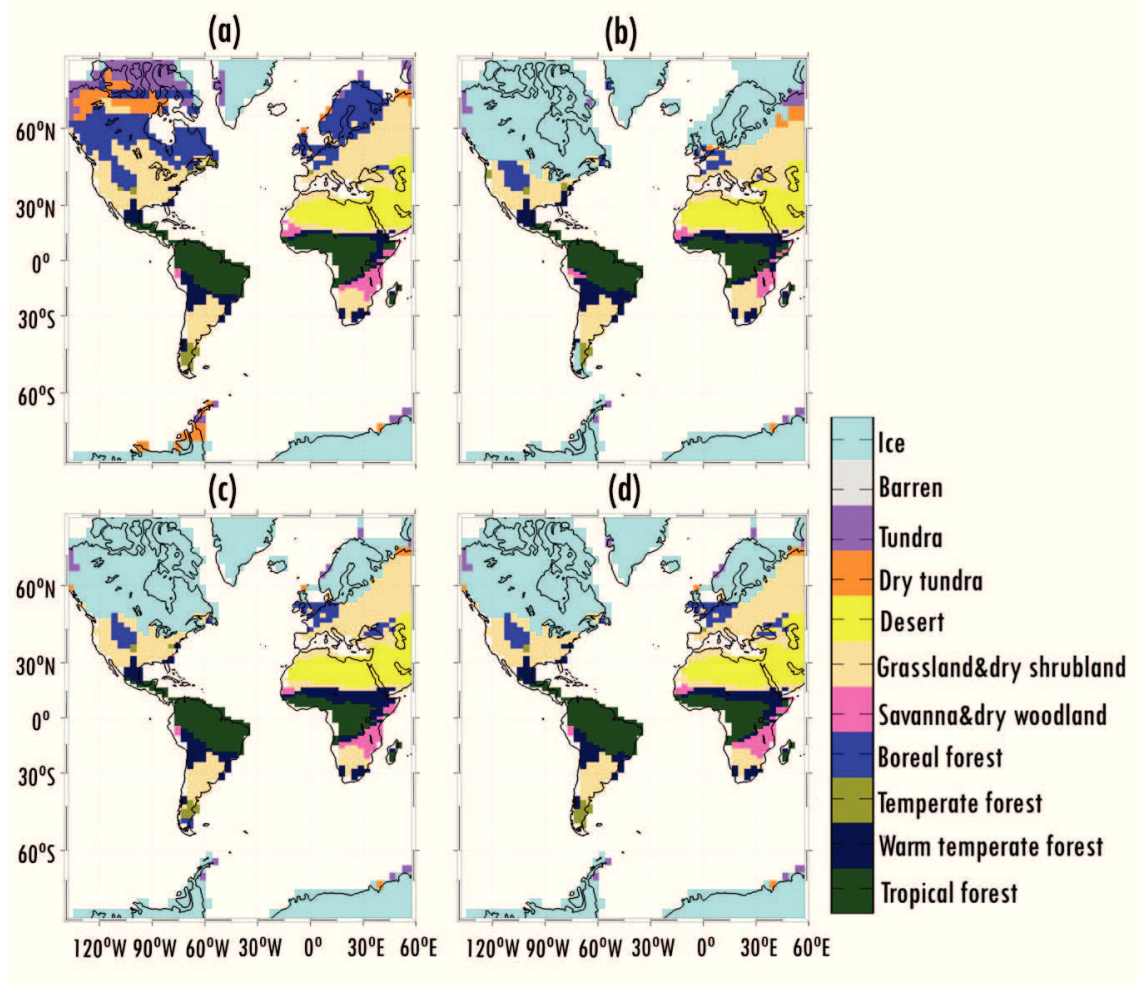 (a)
(b)
60°N
30°N
0°
30°S
60°S
(c)
(d)
60°N
30°N
0°
30°S
60°S
120°W 90°W 60°W 30°W 0° 30°E 60°E
120°W 90°W 60°W 30°W 0° 30°E 60°E
Ice
Barren
Tundra
Dry tundra
Desert
Grassland&dry shrubland
Savanna&dry woodland
Boreal forest
Temperate forest
Warm temperate forest
Tropical forest